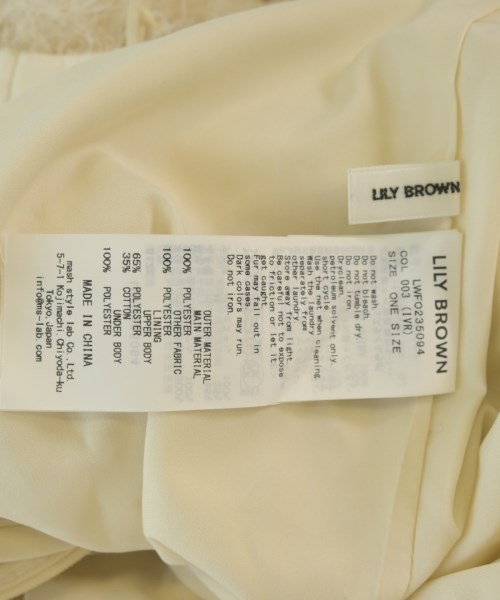 LILY BROWN
LILY BROWN
LWFO235094
COL 003 (IVR)
SIZE ONE SIZE
Do not wash.
Do not bleach.
Do not tumble dry
Do not iron.
Dryclean.
petroleum solvent only.
short cycle
Use the net when cleaning
Wash the laundry
separately from
other laundry.
Store away from light.
Be careful not to expose
to friction or let it
get caught.
Fur may fall out in
some cases.
Dark colors may run.
Do not iron.
OUTER MATERIAL
MAIN MATERIAL
100% POLYESTER
OTHER FABRIC
100% POLYESTER
LINING
UPPER BODY
65% POLYESTER
35% COTTON
UNDER BODY
100% POLYESTER
MADE IN CHINA
mash style lab Co., Ltd
5-7-1 Kojimachi Chiyoda-ku
Tokyo, Japan
info@ms-lab.com